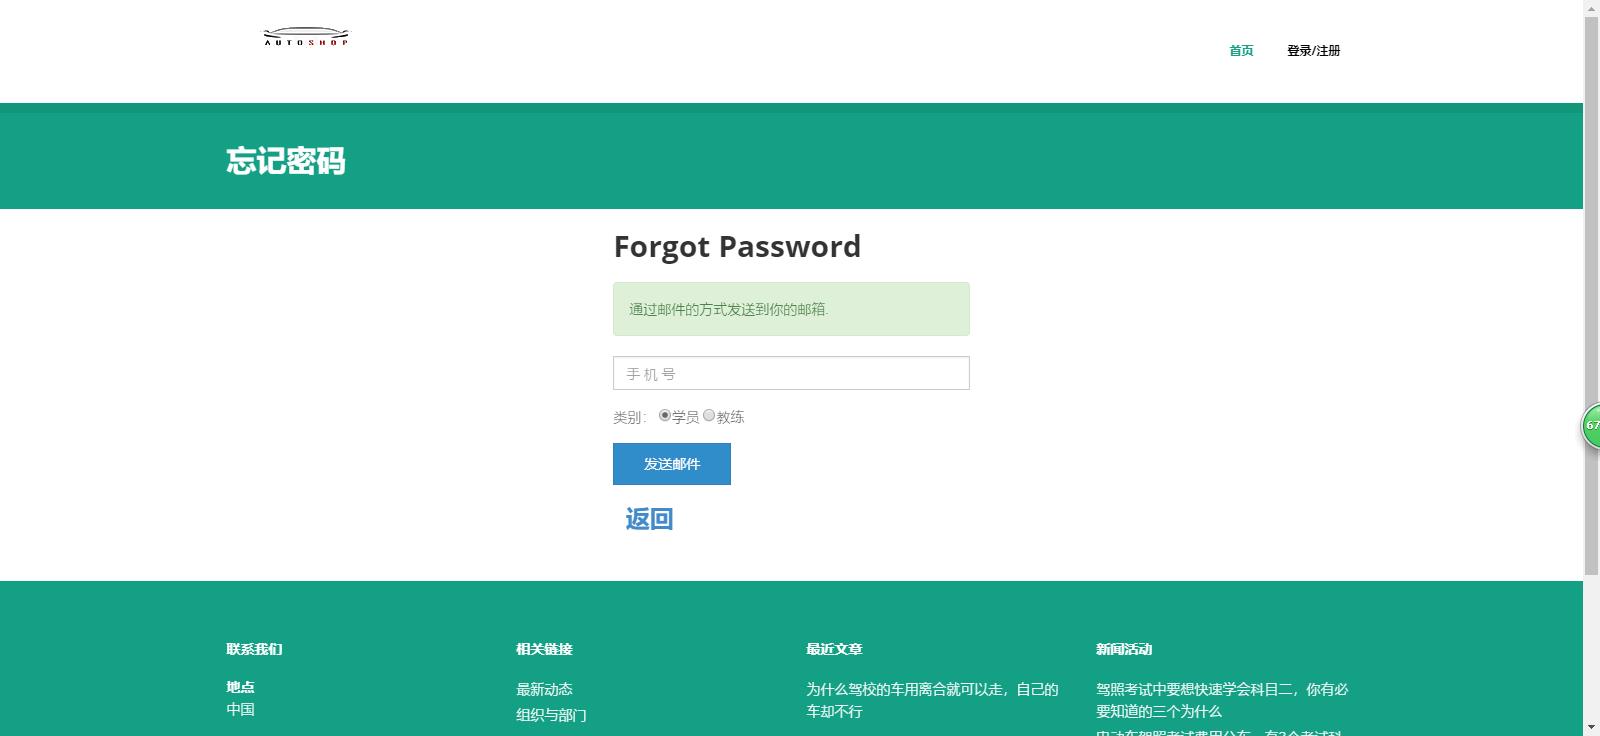 AUTOSHOP
首页 登录/注册
忘记密码
Forgot Password
通过邮件的方式发送到你的邮箱.
手 机 号
类别： 学员 教练
发送邮件
返回
67
联系我们
地点
中国
相关链接
最新动态
组织与部门
最近文章
为什么驾校的车用离合就可以走，自己的
车却不行
新闻活动
驾照考试中要想快速学会科目二，你有必
要知道的三个为什么